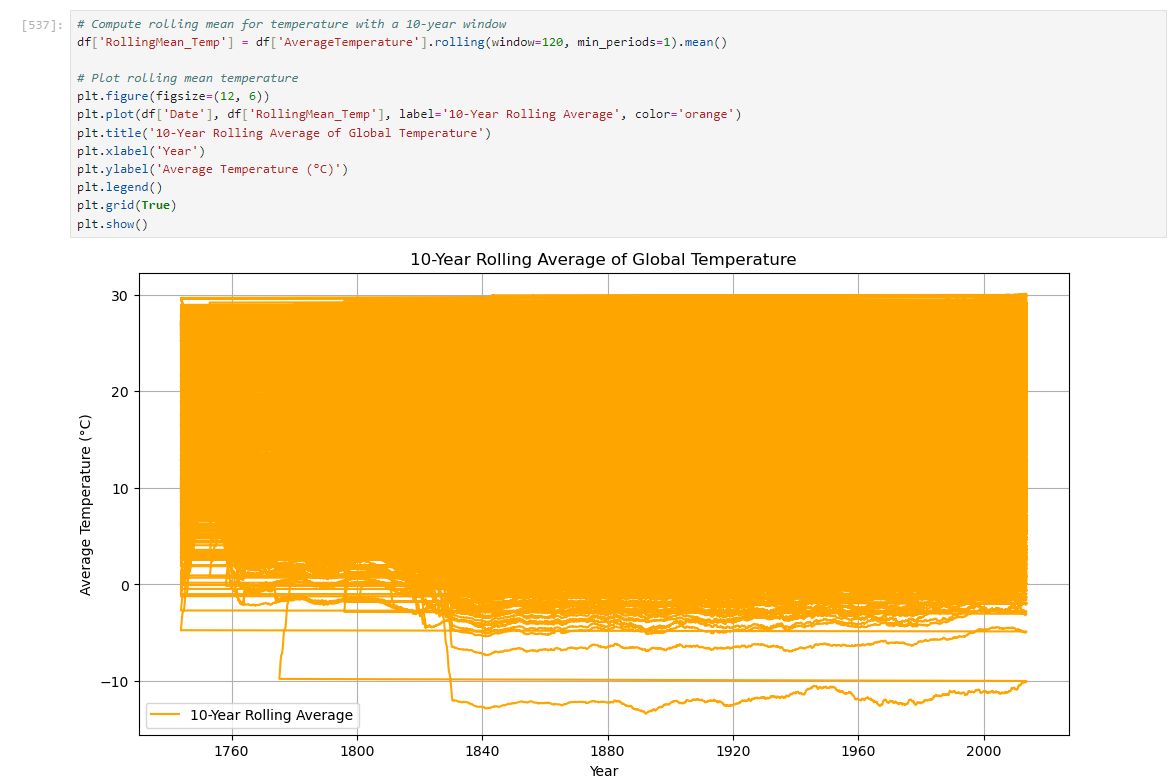 [537]:
# Compute rolling mean for temperature with a 10-year window
df['RollingMean_Temp'] = df['AverageTemperature'].rolling(window=120, min_periods=1).mean()
# Plot rolling mean temperature
plt.figure(figsize=(12, 6))
plt.plot(df['Date'], df['RollingMean_Temp'], label='10-Year Rolling Average', color='orange')
plt.title('10-Year Rolling Average of Global Temperature')
plt.xlabel('Year')
plt.ylabel('Average Temperature (°C)')
plt.legend()
plt.grid(True)
plt.show()
10-Year Rolling Average of Global Temperature
Average Temperature (°C)
30
20
10
0
−10
10-Year Rolling Average
1760 1800 1840 1880 1920 1960 2000
Year